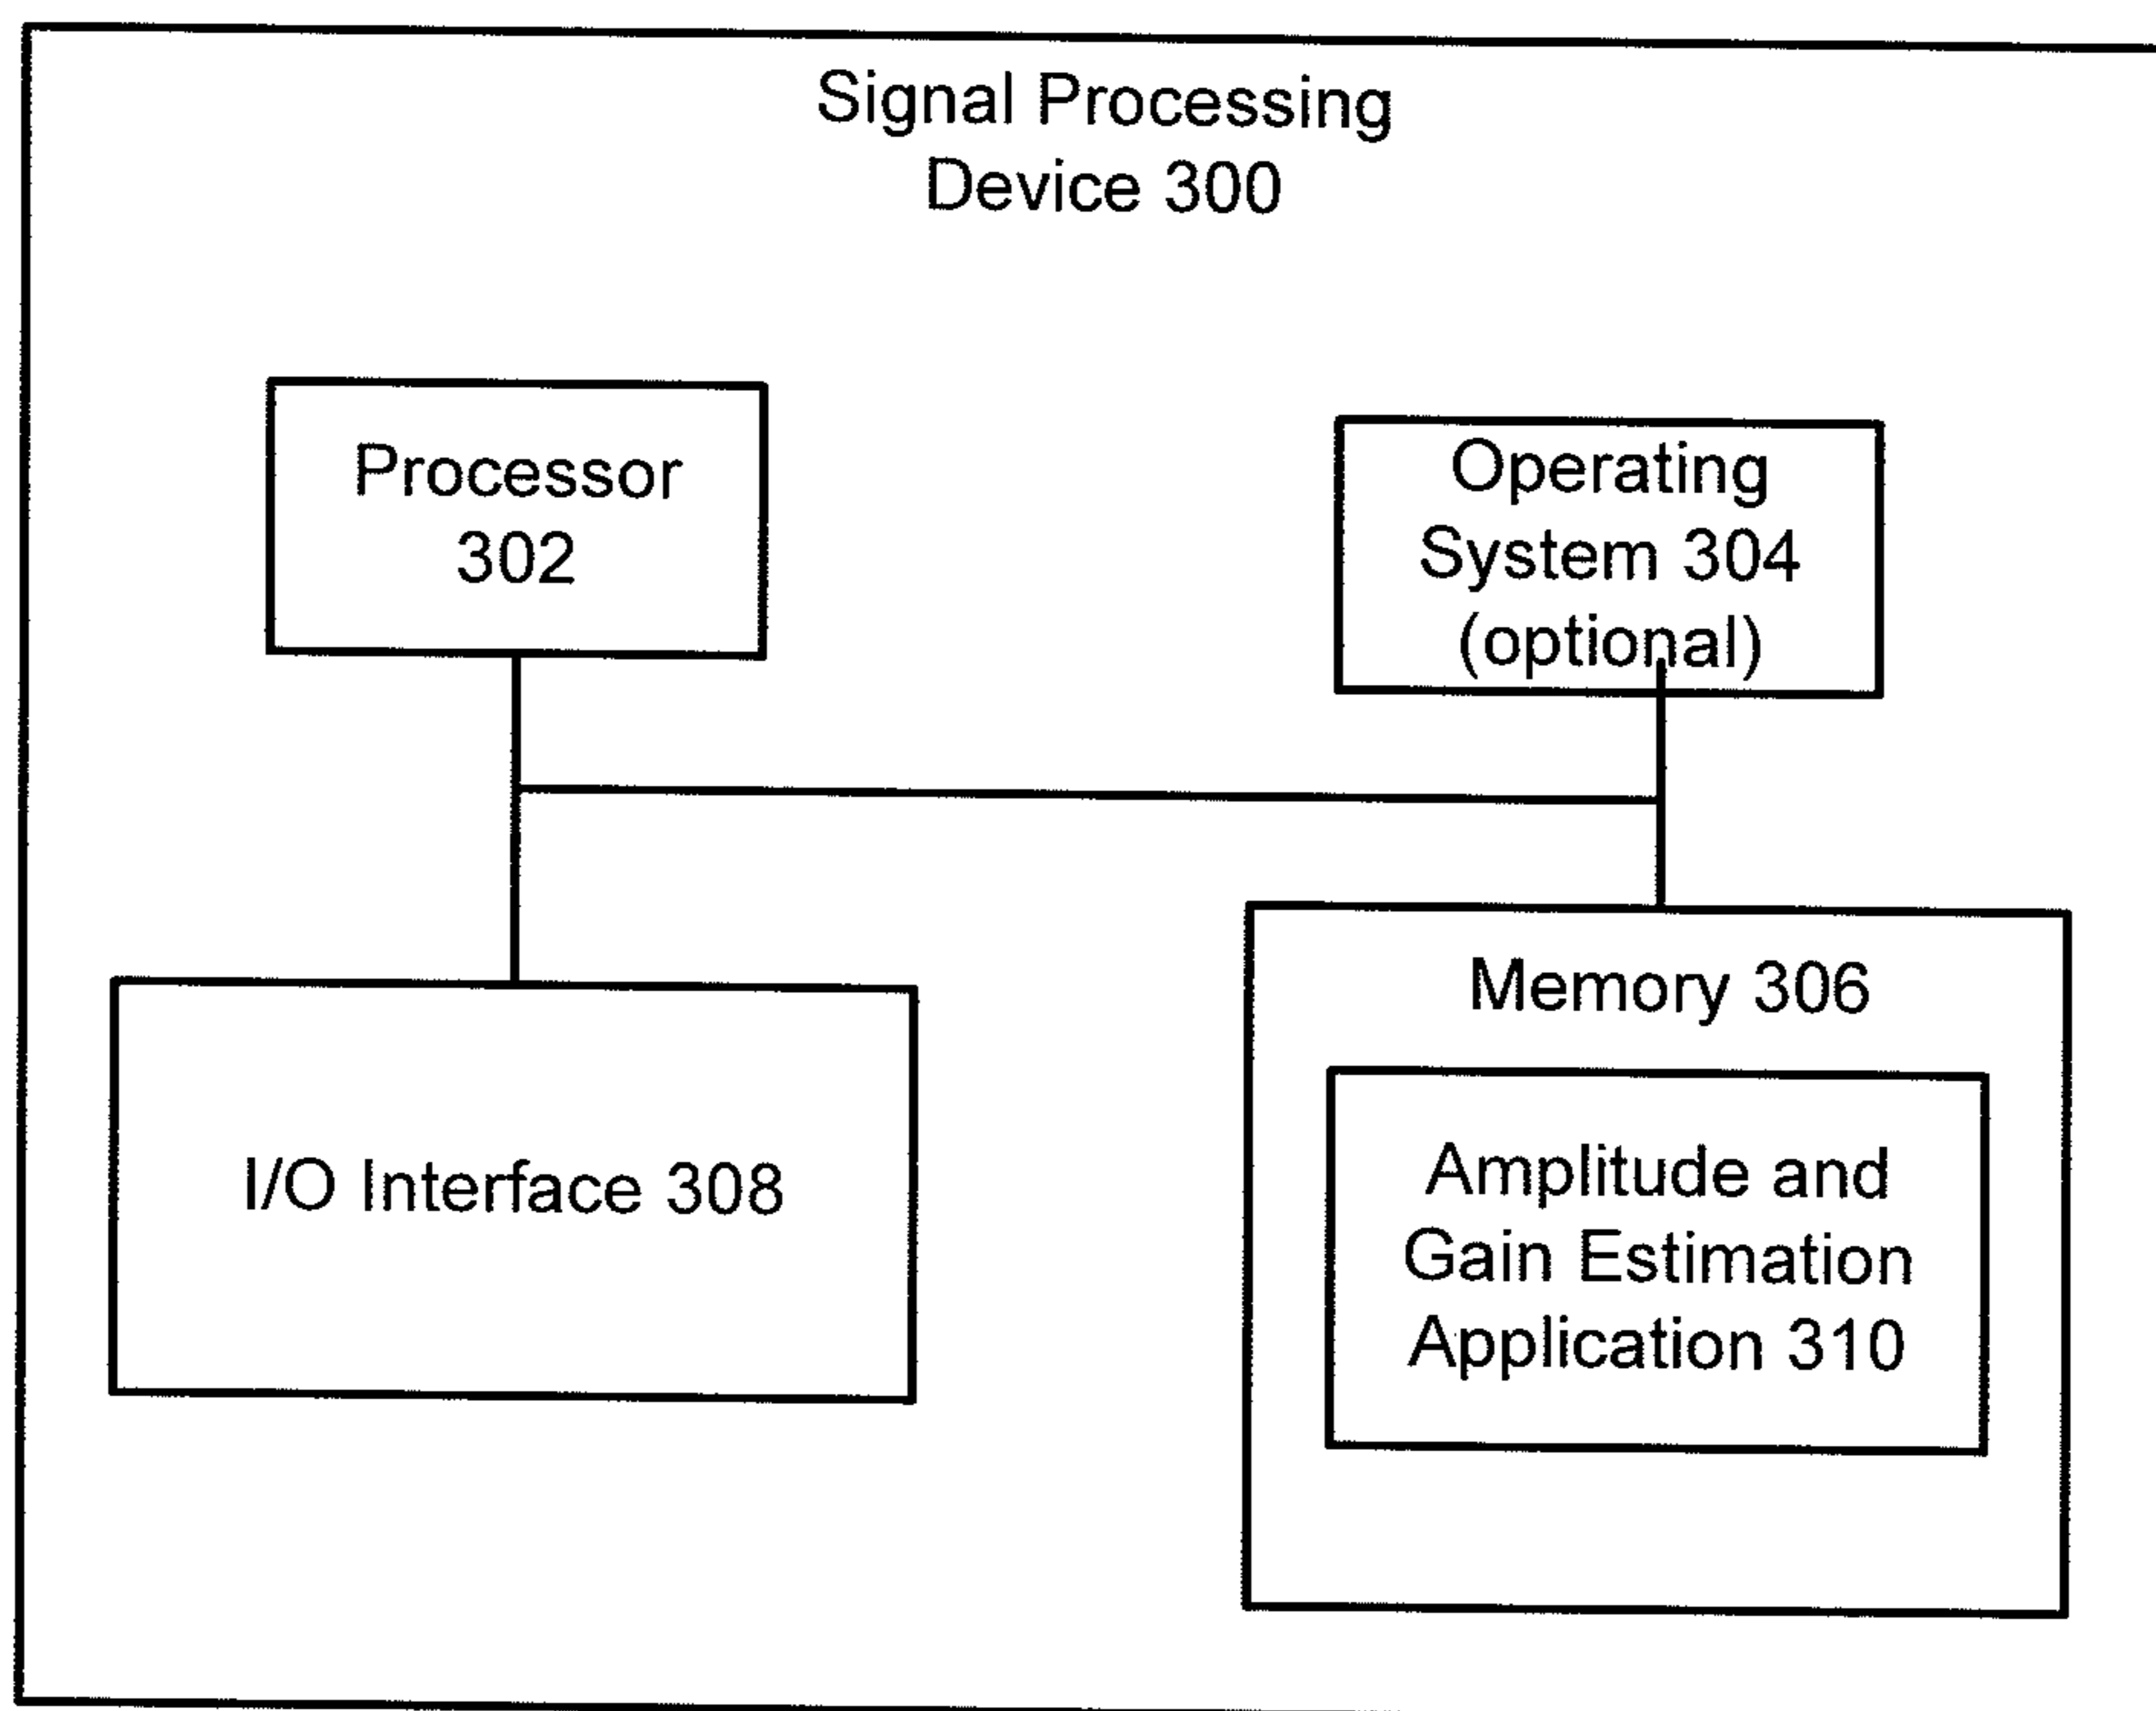 Signal Processing
Device 300
Processor
302
Operating
System 304
(optional)
I/O Interface 308
Memory 306
Amplitude and
Gain Estimation
Application 310